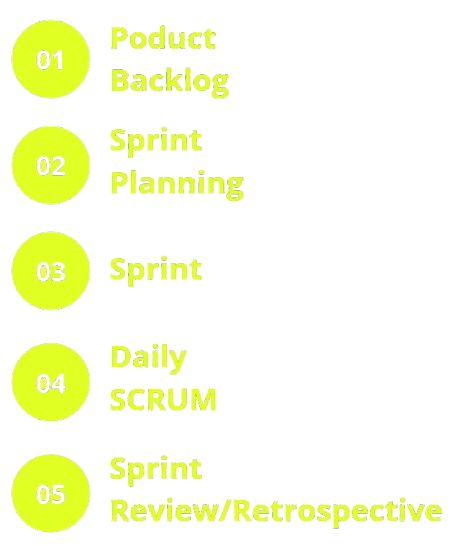 01
Poduct
Backlog
02
Sprint
Planning
03
Sprint
04
Daily
SCRUM
05
Sprint
Review/Retrospective